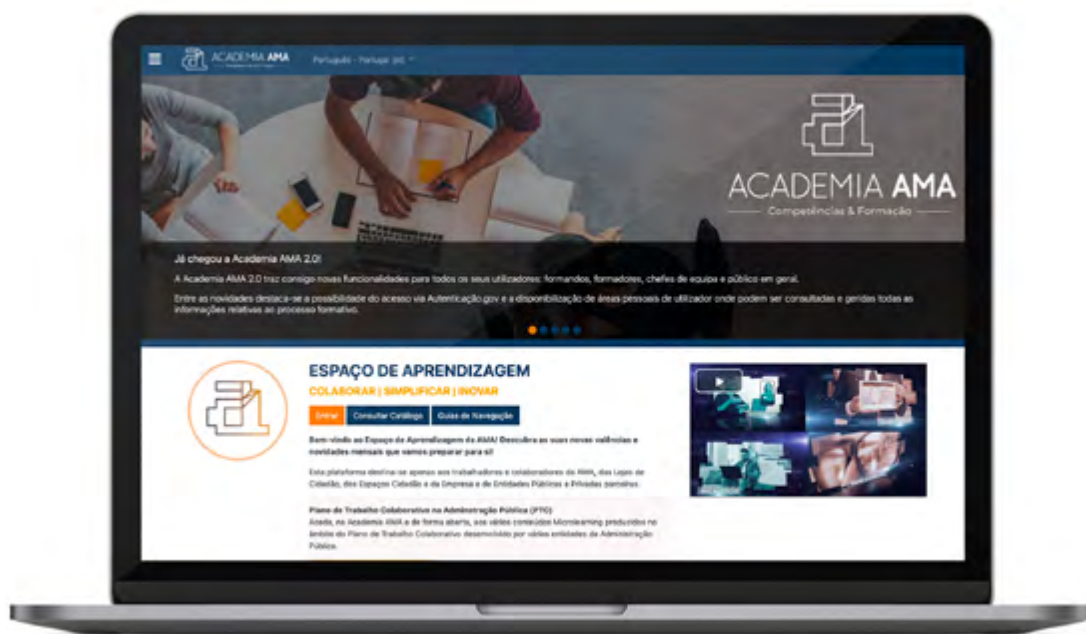 ACADEMIA AMA
Português - Portugal (pt)
ACADEMIA AMA
Competências & Formação
Já chegou a Academia AMA 2.0!
A Academia AMA 2.0 traz consigo novas funcionalidades para todos os seus utilizadores: formandos, formadores, chefes de equipa e público em geral.
Entre as novidades destaca-se a possibilidade do acesso via Autenticação.gov e a disponibilização de áreas pessoais de utilizador onde podem ser consultadas e geridas todas as
informações relativas ao processo formativo.
ESPAÇO DE APRENDIZAGEM
COLABORAR | SIMPLIFICAR | INOVAR
Entrar Consultar Catálogo Guias de Navegação
Bem-vindo ao Espaço de Aprendizagem da AMA! Descubra as suas novas valências e
novidades mensais que vamos preparar para si!
Esta plataforma destina-se apenas aos trabalhadores e colaboradores da AMA, das Lojas de
Cidadão, dos Espaços Cidadão e da Empresa e de Entidades Públicas e Privadas parceiras.
Plano de Trabalho Colaborativo na Administração Pública (PTC)
Aceda, na Academia AMA e de forma aberta, aos vários conteúdos Microlearning produzidos no
âmbito do Plano de Trabalho Colaborativo desenvolvido por várias entidades da Administração
Pública.